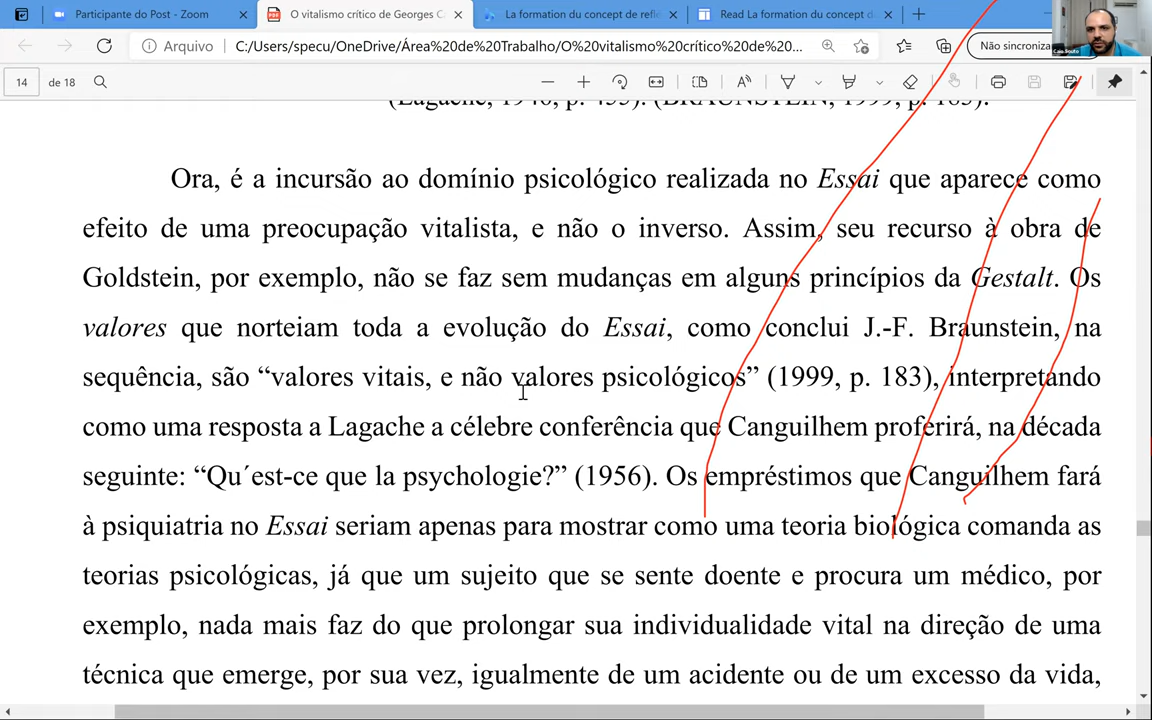 Participante do Post - Zoom
O vitalismo crítico de Georges C
La formation du concept de refle
Read La formation du concept d
Arquivo
C:/Users/specu/OneDrive/Área%20de%20Trabalho/O%20vitalismo%20crítico%20de%20...
Não sincroniza
Caio Souto
14 de 18
(Lagache, 1946, p. 455). (BRAUNSTEIN, 1999, p. 183).
Ora, é a incursão ao domínio psicológico realizada no Essai que aparece como
efeito de uma preocupação vitalista, e não o inverso. Assim, seu recurso à obra de
Goldstein, por exemplo, não se faz sem mudanças em alguns princípios da Gestalt. Os
valores que norteiam toda a evolução do Essai, como conclui J.-F. Braunstein, na
sequência, são “valores vitais, e não valores psicológicos” (1999, p. 183), interpretando
como uma resposta a Lagache a célebre conferência que Canguilhem proferirá, na década
seguinte: “Qu´est-ce que la psychologie?” (1956). Os empréstimos que Canguilhem fará
à psiquiatria no Essai seriam apenas para mostrar como uma teoria biológica comanda as
teorias psicológicas, já que um sujeito que se sente doente e procura um médico, por
exemplo, nada mais faz do que prolongar sua individualidade vital na direção de uma
técnica que emerge, por sua vez, igualmente de um acidente ou de um excesso da vida,